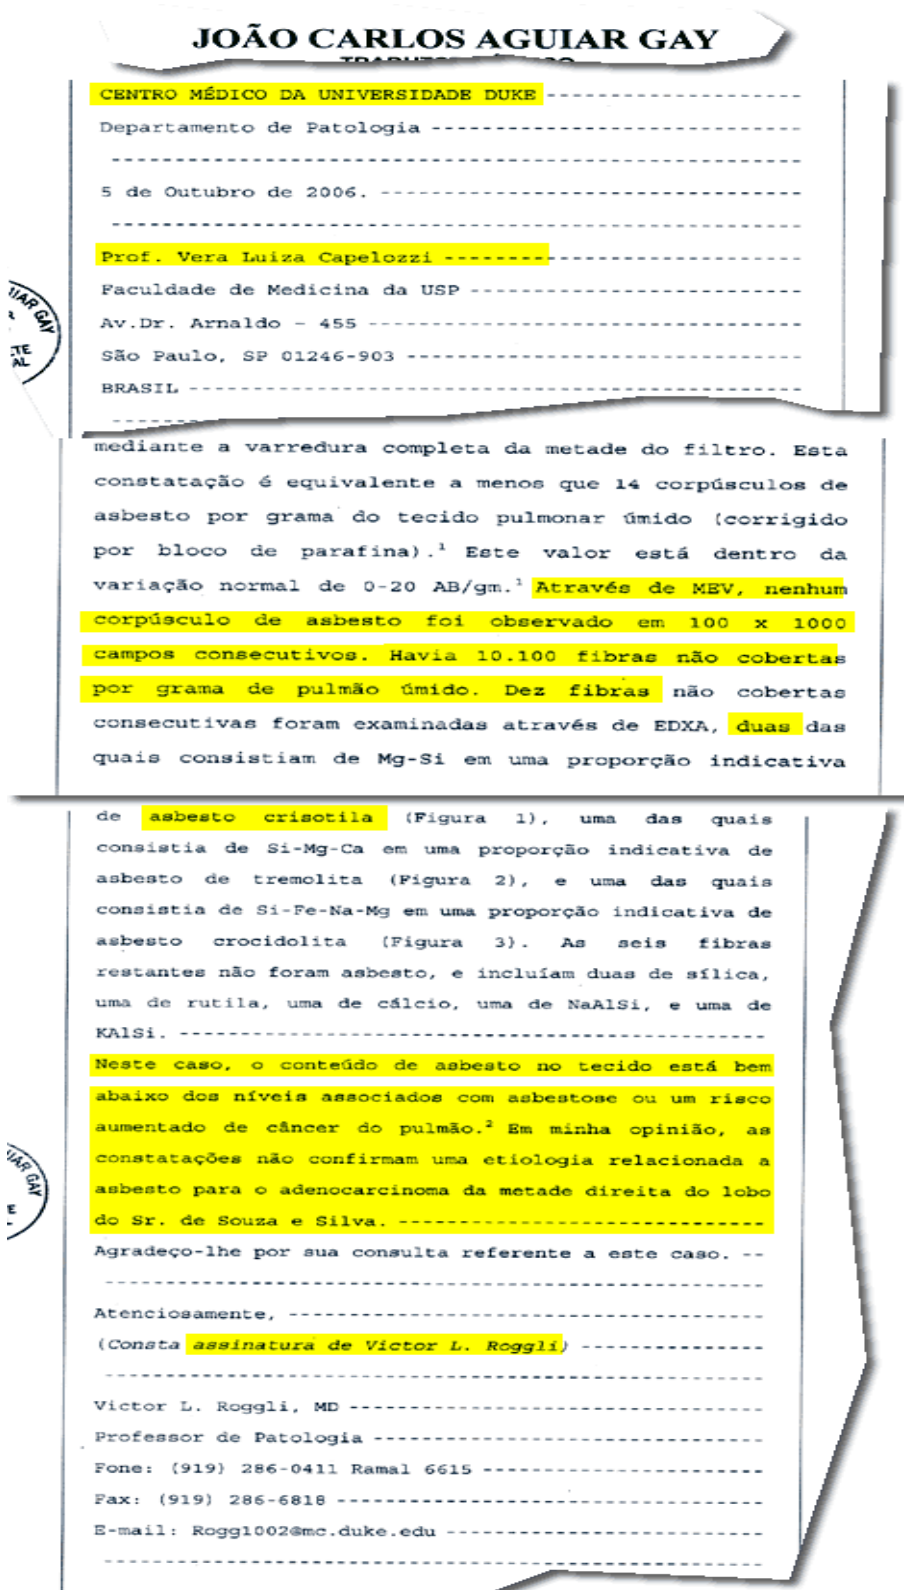 JOÃO CARLOS AGUIAR GAY
CENTRO MÉDICO DA UNIVERSIDADE DUKE --------------------
Departamento de Patologia -----------------------------
-------------------------------------------------------
5 de Outubro de 2006. ---------------------------------
-------------------------------------------------------
Prof. Vera Luiza Capelozzi ----------------------------
Faculdade de Medicina da USP --------------------------
Av.Dr. Arnaldo - 455 ----------------------------------
São Paulo, SP 01246-903 -------------------------------
BRASIL ------------------------------------------------
IAR GAY
TE
AL
mediante a varredura completa da metade do filtro. Esta
constatação é equivalente a menos que 14 corpúsculos de
asbesto por grama do tecido pulmonar úmido (corrigido
por bloco de parafina).¹ Este valor está dentro da
variação normal de 0-20 AB/gm.¹ Através de MEV, nenhum
corpúsculo de asbesto foi observado em 100 x 1000
campos consecutivos. Havia 10.100 fibras não cobertas
por grama de pulmão úmido. Dez fibras não cobertas
consecutivas foram examinadas através de EDXA, duas das
quais consistiam de Mg-Si em uma proporção indicativa
de asbesto crisotila (Figura 1), uma das quais
consistia de Si-Mg-Ca em uma proporção indicativa de
asbesto de tremolita (Figura 2), e uma das quais
consistia de Si-Fe-Na-Mg em uma proporção indicativa de
asbesto crocidolita (Figura 3). As seis fibras
restantes não foram asbesto, e incluíam duas de sílica,
uma de rutila, uma de cálcio, uma de NaAlSi, e uma de
KAlSi. ------------------------------------------------
Neste caso, o conteúdo de asbesto no tecido está bem
abaixo dos níveis associados com asbestose ou um risco
aumentado de câncer do pulmão.² Em minha opinião, as
constatações não confirmam uma etiologia relacionada a
asbesto para o adenocarcinoma da metade direita do lobo
do Sr. de Souza e Silva. ------------------------------
IAR GAY
E
Agradeço-lhe por sua consulta referente a este caso. --
-------------------------------------------------------
Atenciosamente, ---------------------------------------
(Consta assinatura de Victor L. Roggli) ---------------
-------------------------------------------------------
Victor L. Roggli, MD ----------------------------------
Professor de Patologia --------------------------------
Fone: (919) 286-0411 Ramal 6615 -----------------------
Fax: (919) 286-6818 -----------------------------------
E-mail: Rogg1002@mc.duke.edu --------------------------
-------------------------------------------------------